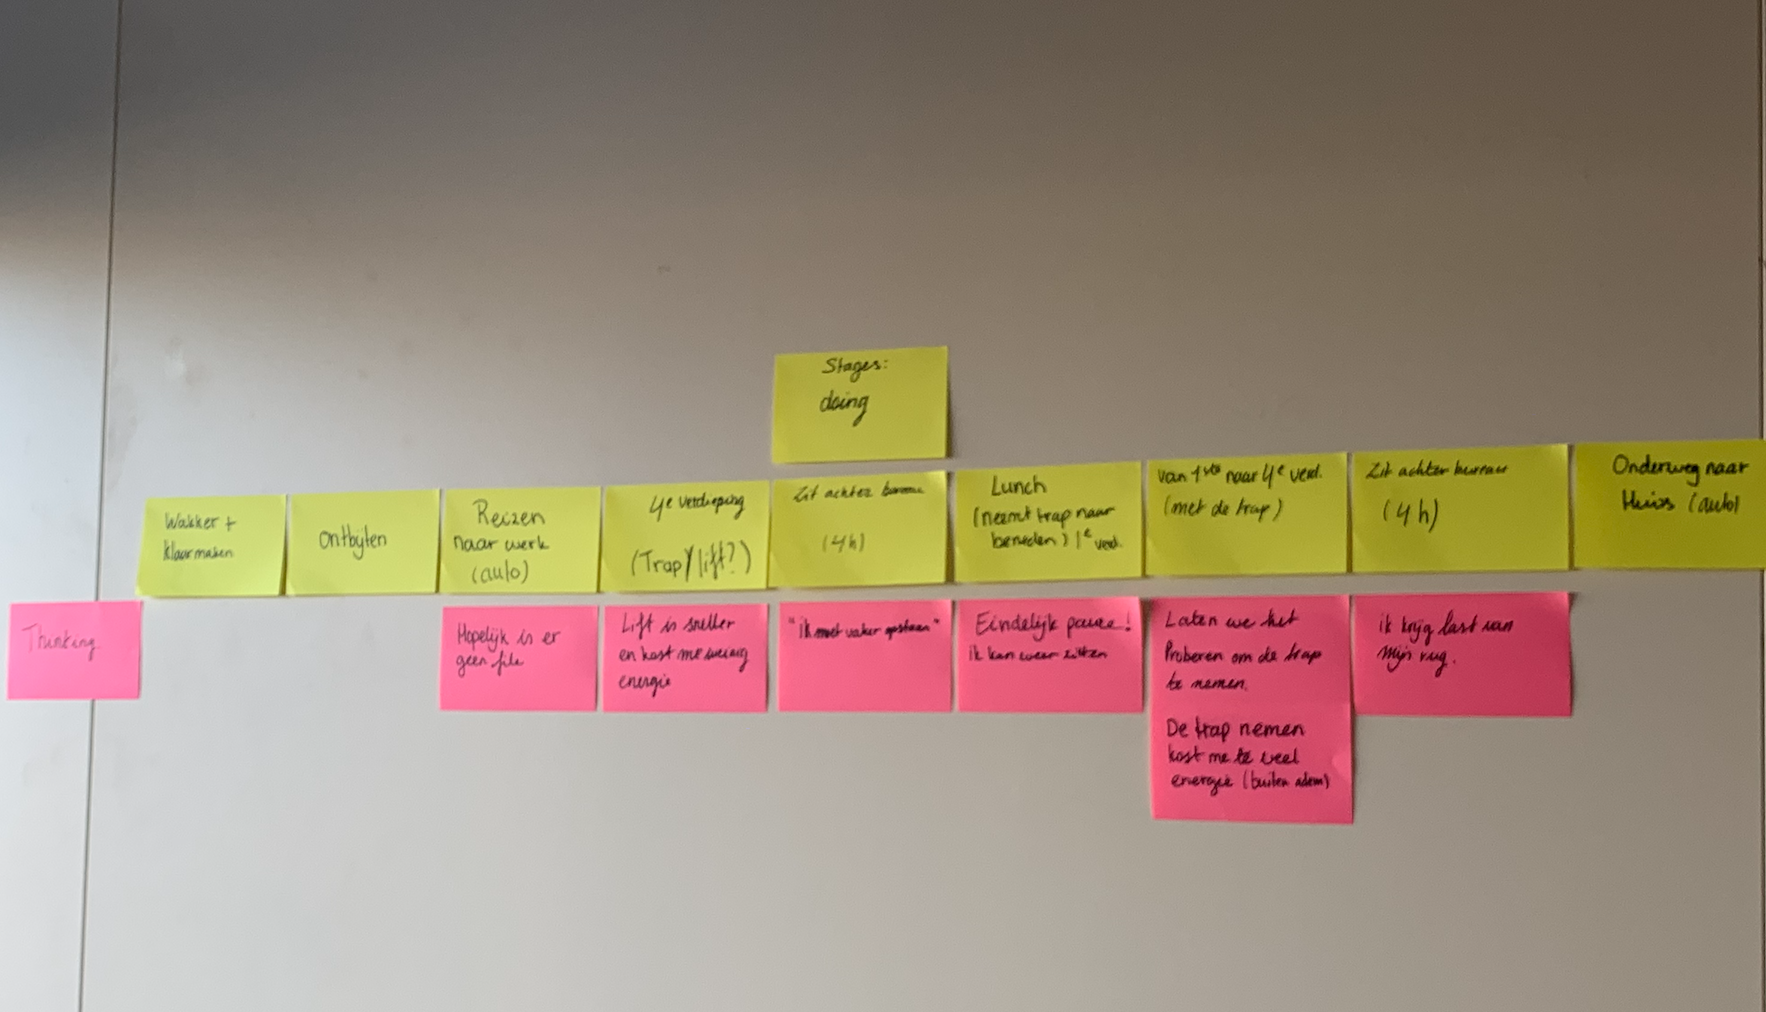 Stages:
doing
Wakker +
klaarmaken
ontbijten
Reizen
naar werk
(auto)
4e verdieping
(Trap/lift?)
Zit achter bureau
(4h)
Lunch
(neemt trap naar
beneden) 1e verd.
van 1ste naar 4e verd.
(met de trap)
Zit achter bureau
(4h)
Onderweg naar
Huis (auto)
Thinking
Hopelijk is er
geen file
Lift is sneller
en kost me weinig
energie
"ik moet vaker opstaan"
Eindelijk pauze!
ik kan weer zitten
Laten we het
Proberen om de trap
te nemen.
De trap nemen
kost me te veel
energie (buiten adem)
ik krijg last van
mijn rug.